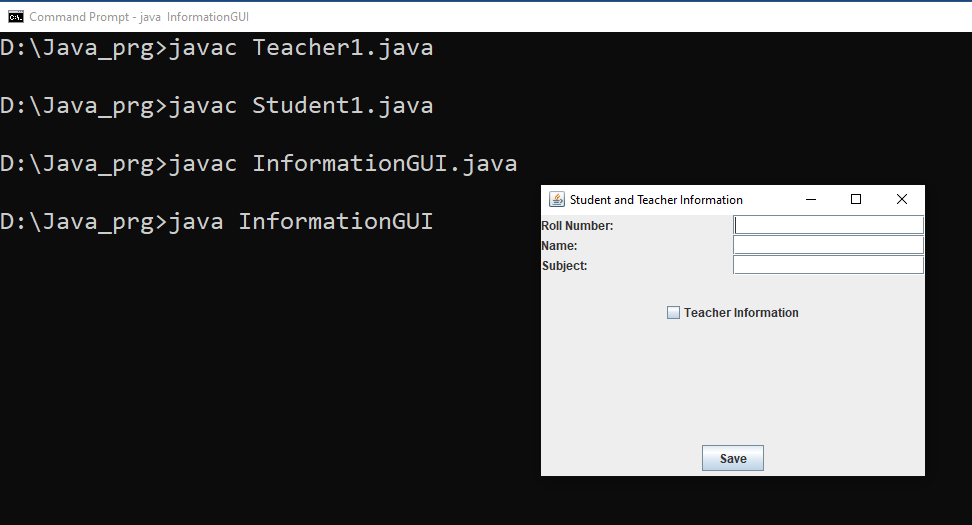 Command Prompt - java  InformationGUI
D:\Java_prg>javac Teacher1.java
D:\Java_prg>javac Student1.java
D:\Java_prg>javac InformationGUI.java
D:\Java_prg>java InformationGUI
Student and Teacher Information
Roll Number:
Name:
Subject:
Teacher Information
Save